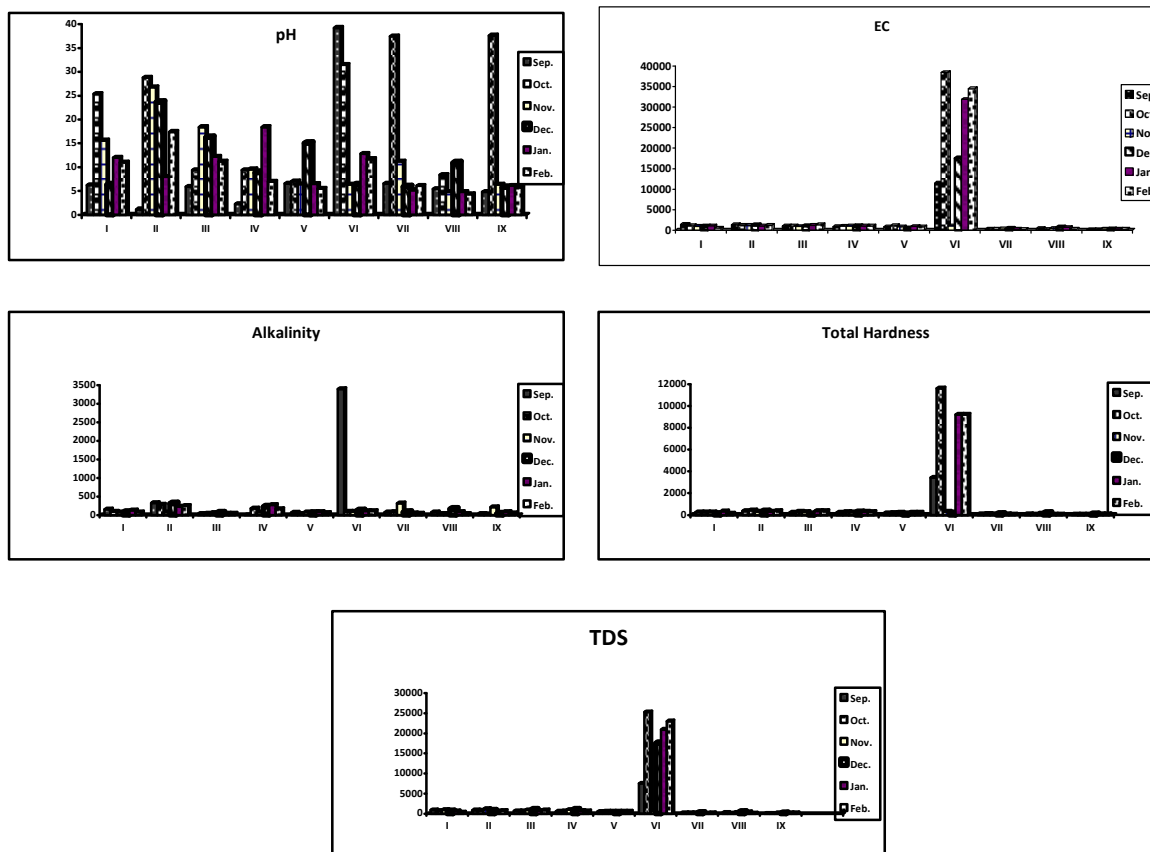 pH
40
35
30
25
20
15
10
5
0
I II III IV V VI VII VIII IX
Sep.
Oct.
Nov.
Dec.
Jan.
Feb.
EC
40000
35000
30000
25000
20000
15000
10000
5000
0
I II III IV V VI VII VIII IX
Sep
Oct
Nov
De
Jan
Feb
Alkalinity
3500
3000
2500
2000
1500
1000
500
0
I II III IV V VI VII VIII IX
Sep.
Oct.
Nov.
Dec.
Jan.
Feb.
Total Hardness
12000
10000
8000
6000
4000
2000
0
I II III IV V VI VII VIII IX
Sep.
Oct.
Nov.
Dec.
Jan.
Feb.
TDS
30000
25000
20000
15000
10000
5000
0
I II III IV V VI VII VIII IX
Sep.
Oct.
Nov.
Dec.
Jan.
Feb.